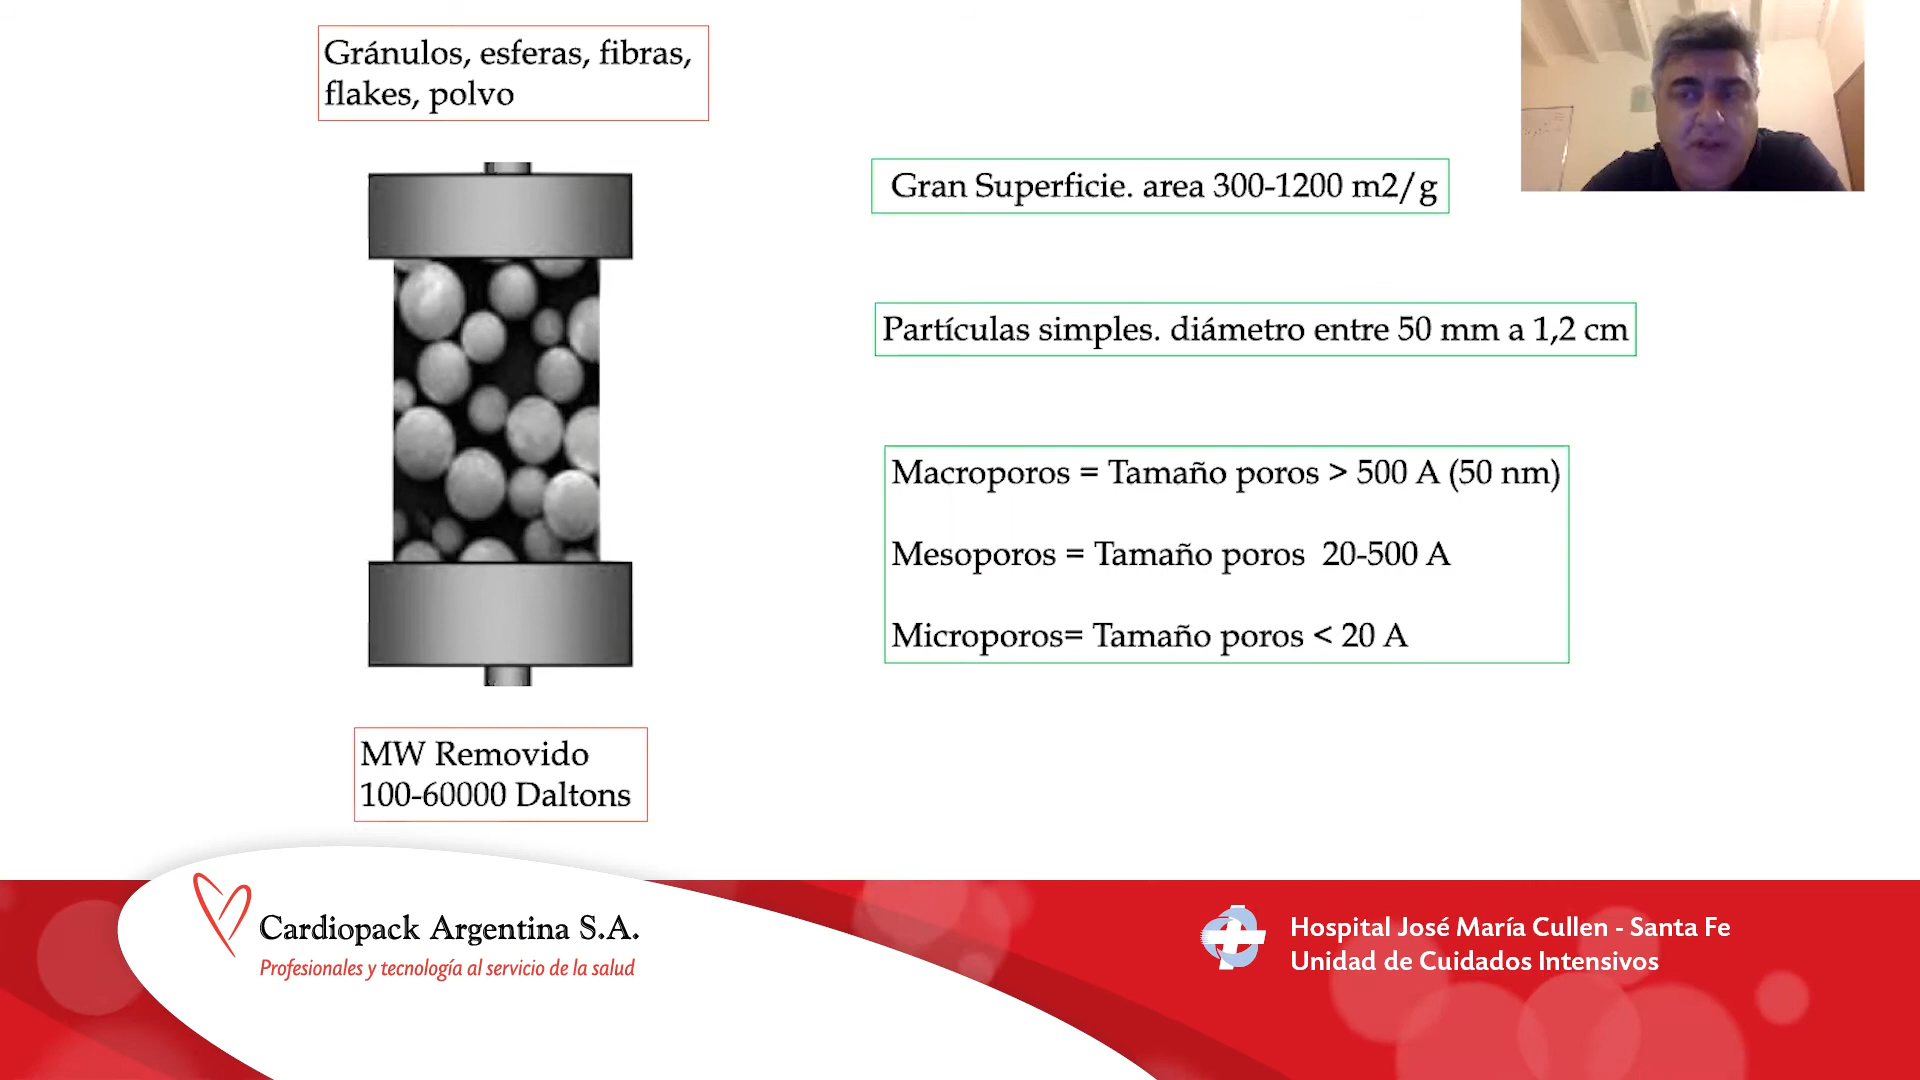 Gránulos, esferas, fibras,
flakes, polvo
Gran Superficie. area 300-1200 m2/g
Partículas simples. diámetro entre 50 mm a 1,2 cm
Macroporos = Tamaño poros > 500 A (50 nm)
Mesoporos = Tamaño poros 20-500 A
Microporos= Tamaño poros < 20 A
MW Removido
100-60000 Daltons
Cardiopack Argentina S.A.
Profesionales y tecnología al servicio de la salud
Hospital José María Cullen - Santa Fe
Unidad de Cuidados Intensivos